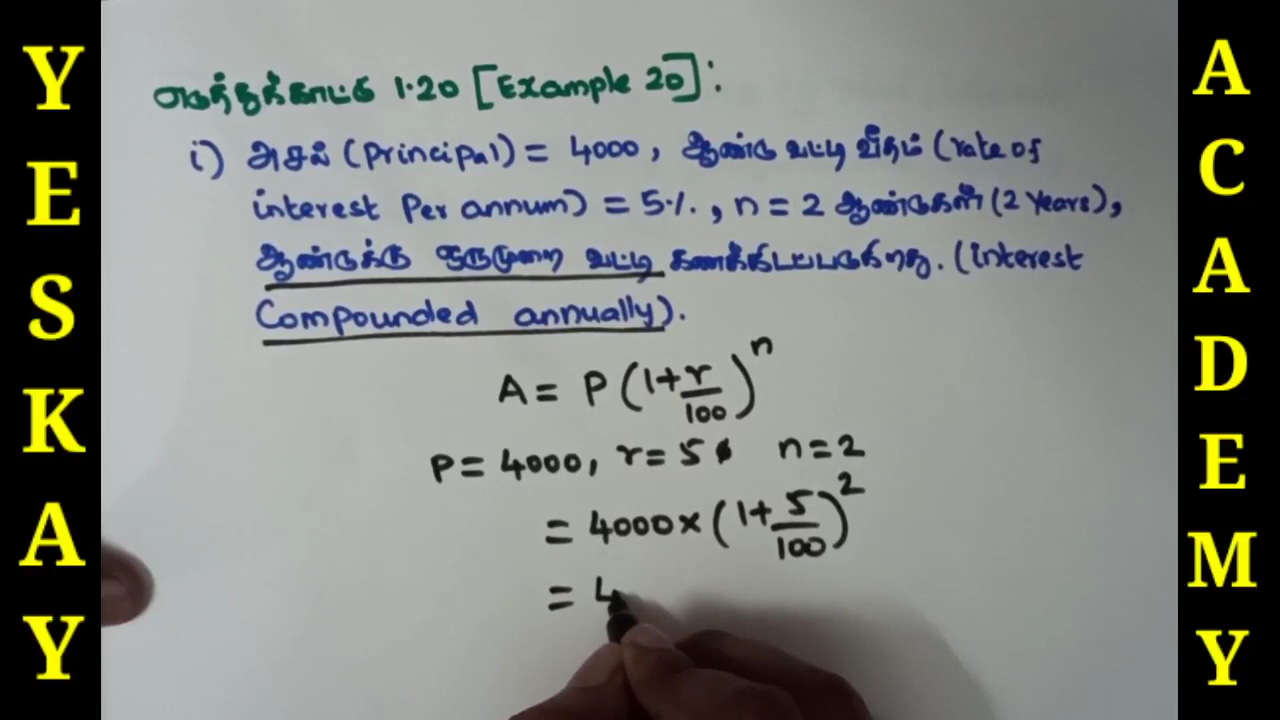 YESKAY
எடுத்துக்காட்டு 1.20 [Example 20]:
i) அசல் (Principal) = 4000, ஆண்டு வட்டி வீதம் (rate of
interest Per annum) = 5%., n = 2 ஆண்டுகள் (2 Years),
ஆண்டுக்கு ஒருமுறை வட்டி கணக்கிடப்படுகிறது. (interest
Compounded annually).
A = P(1+r/100)^n
P = 4000, r = 5 n = 2
= 4000 × (1+5/100)^2
= 4
ACADEMY